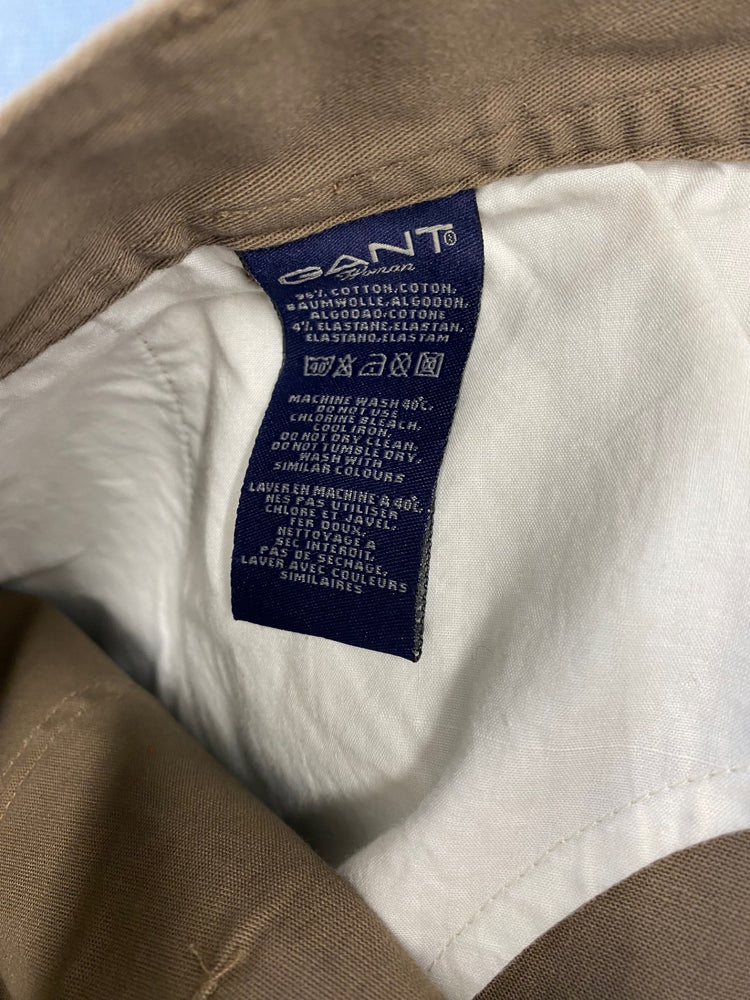 GANT®
Woman
96% COTTON,COTON,
BAUMWOLLE,ALGODON,
ALGODAO,COTONE
4% ELASTANE,ELASTAN,
ELASTANO,ELASTAM
40
MACHINE WASH 40°C,
DO NOT USE
CHLORINE BLEACH,
COOL IRON,
DO NOT DRY CLEAN,
DO NOT TUMBLE DRY,
WASH WITH
SIMILAR COLOURS
LAVER EN MACHINE A 40°C,
NES PAS UTILISER
CHLORE ET JAVEL,
FER DOUX,
NETTOYAGE A
SEC INTERDIT,
PAS DE SECHAGE,
LAVER AVEC COULEURS
SIMILAIRES